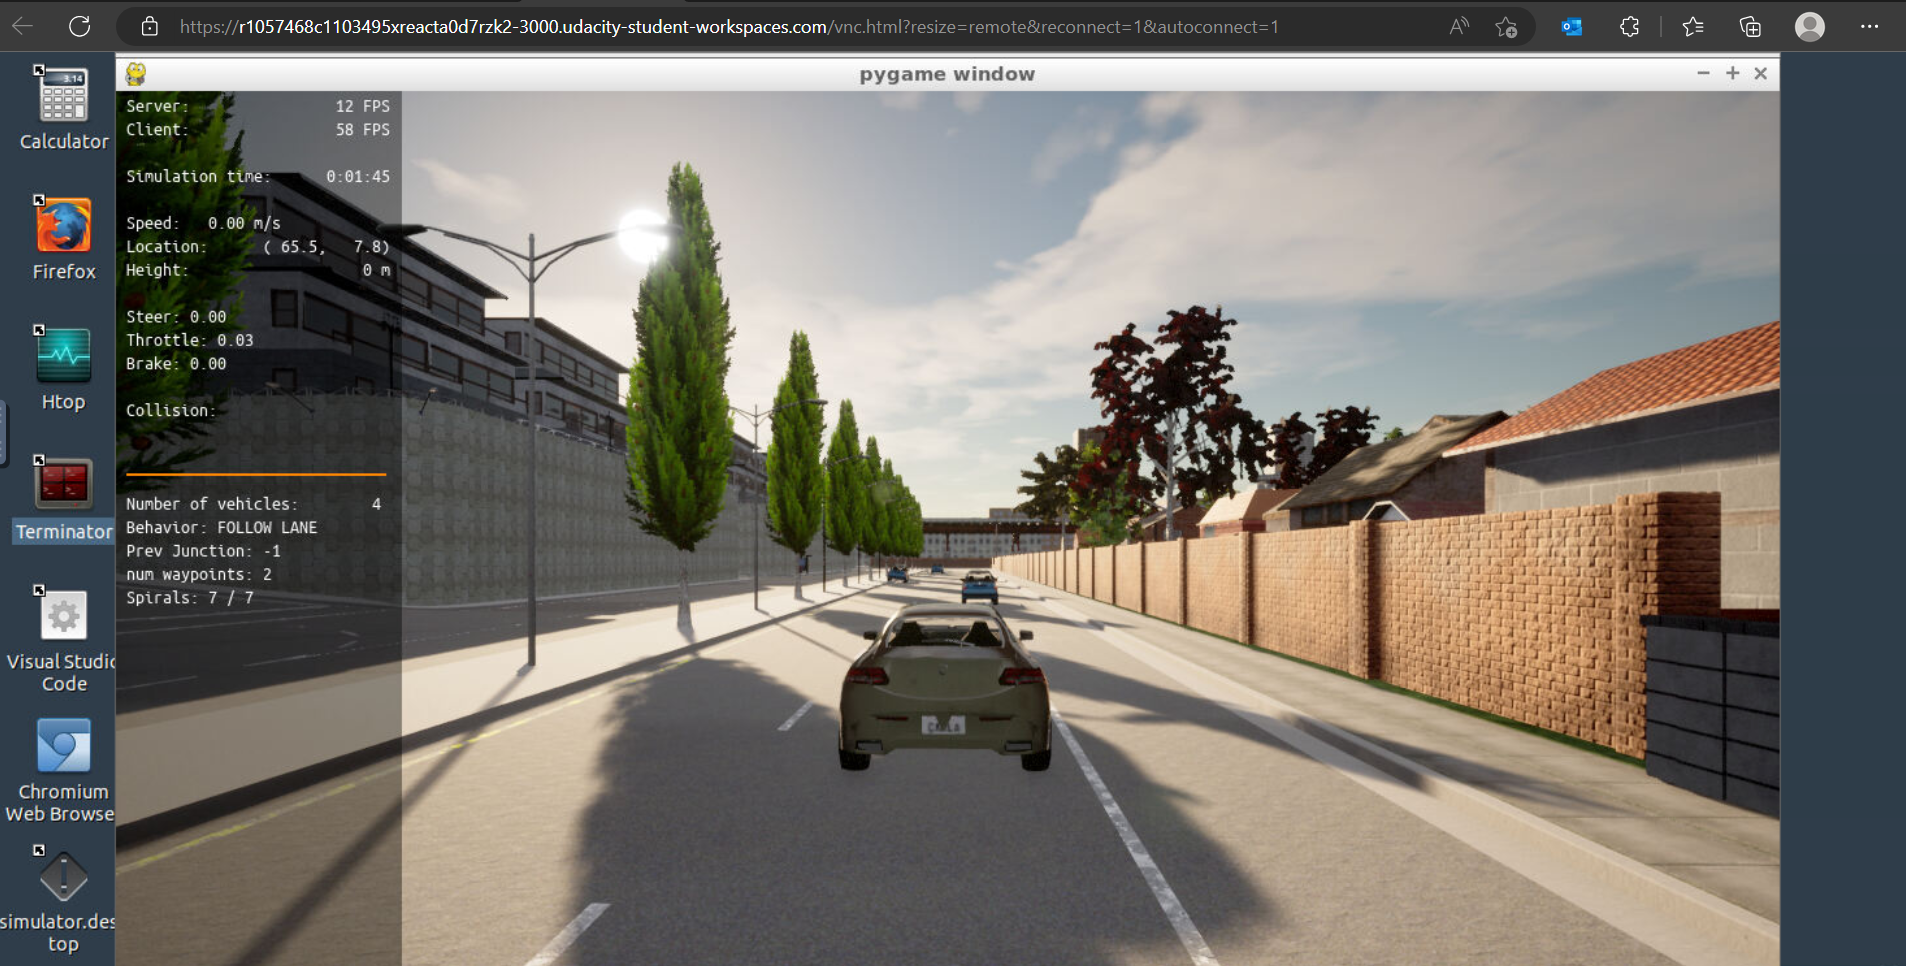 https://r1057468c1103495xreacta0d7rzk2-3000.udacity-student-workspaces.com/vnc.html?resize=remote&reconnect=1&autoconnect=1
pygame window
Calculator
Firefox
Htop
Terminator
Visual Studic
Code
Chromium
Web Browse
simulator.des
top
Server: 12 FPS
Client: 58 FPS
Simulation time: 0:01:45
Speed: 0.00 m/s
Location: ( 65.5, 7.8)
Height: 0 m
Steer: 0.00
Throttle: 0.03
Brake: 0.00
Collision:
Number of vehicles: 4
Behavior: FOLLOW LANE
Prev Junction: -1
num waypoints: 2
Spirals: 7 / 7
3.14
CARLA